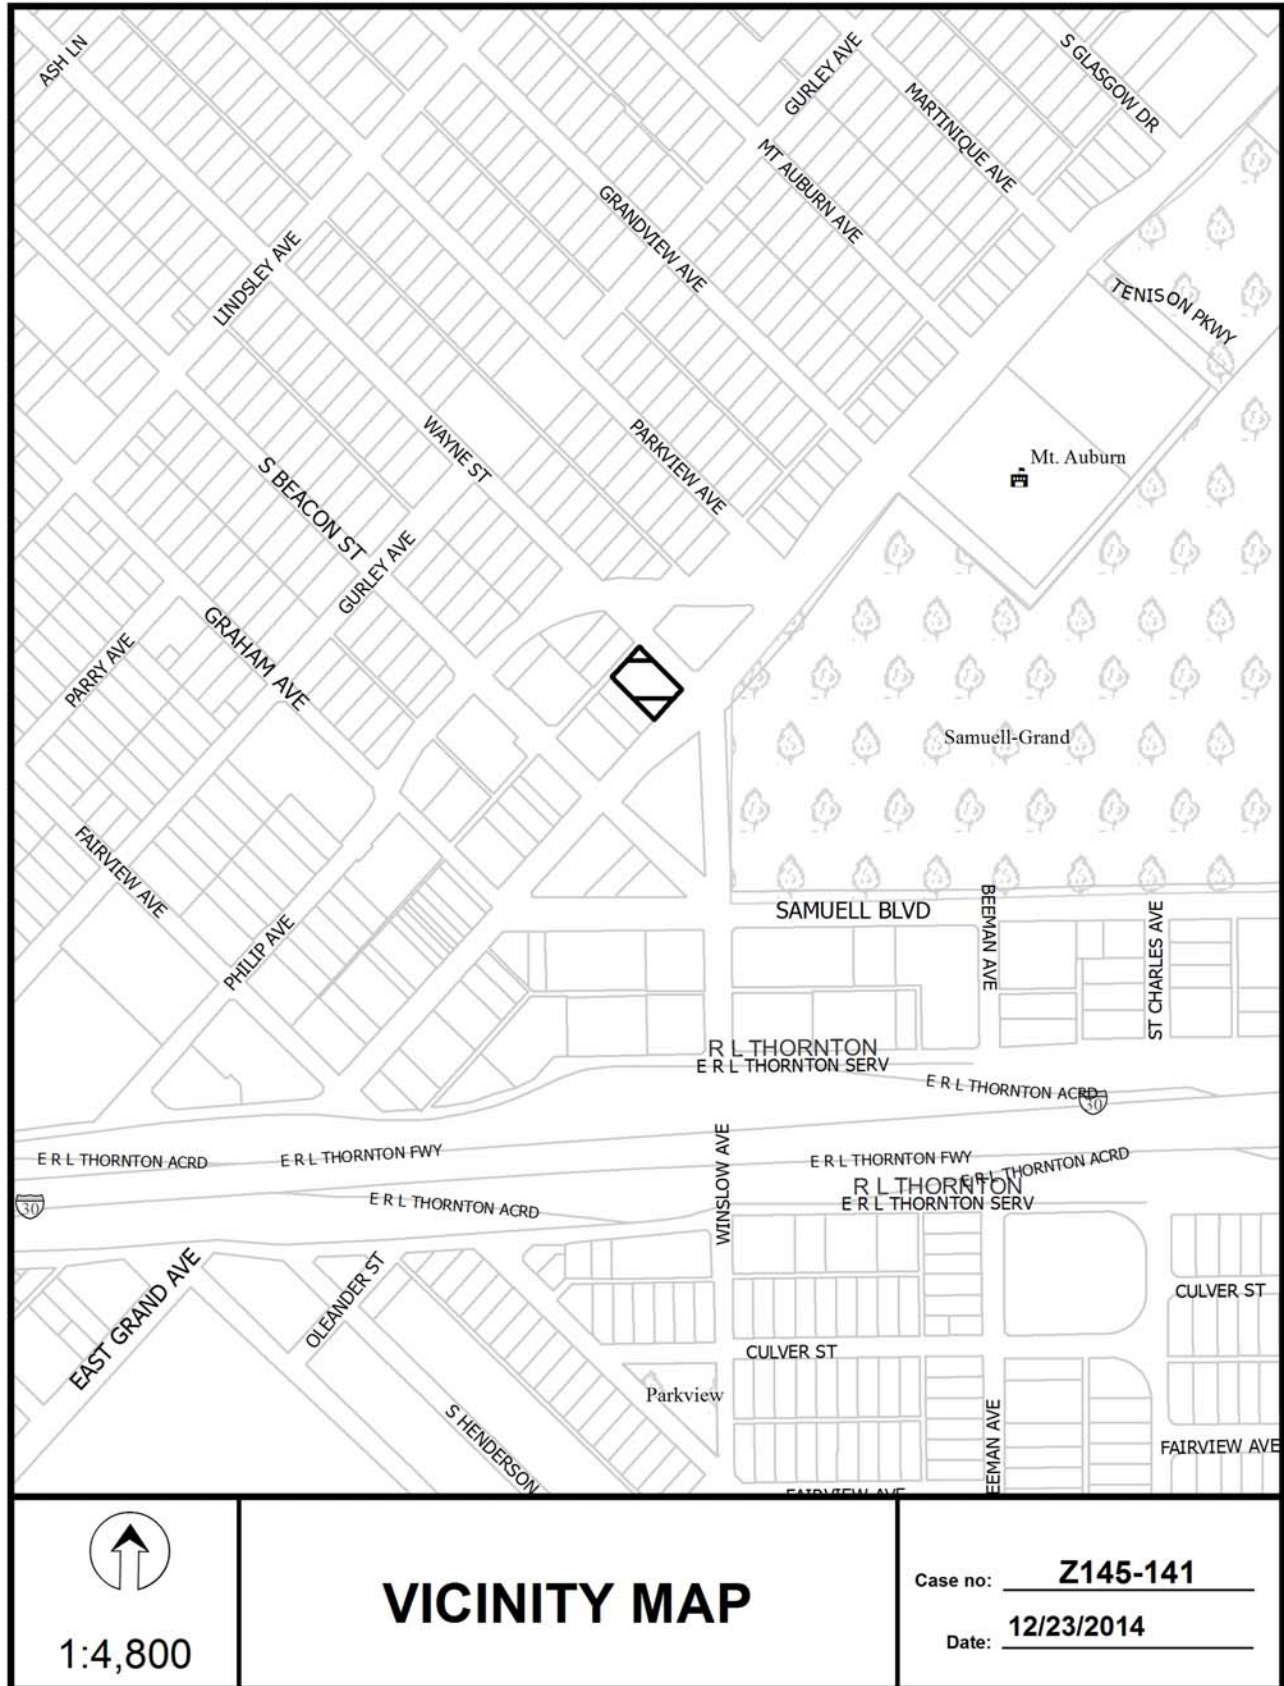 ASH LN
GURLEY AVE
S GLASGOW DR
MARTINIQUE AVE
MT AUBURN AVE
GRANDVIEW AVE
LINDSLEY AVE
TENISON PKWY
WAYNE ST
PARKVIEW AVE
Mt. Auburn
S BEACON ST
GURLEY AVE
GRAHAM AVE
PARRY AVE
Samuell-Grand
FAIRVIEW AVE
PHILIP AVE
SAMUELL BLVD
BEEMAN AVE
ST CHARLES AVE
R L THORNTON
E R L THORNTON SERV
E R L THORNTON ACRD
30
WINSLOW AVE
E R L THORNTON ACRD
E R L THORNTON FWY
E R L THORNTON FWY
E R L THORNTON ACRD
R L THORNTON
E R L THORNTON SERV
30
E R L THORNTON ACRD
EAST GRAND AVE
OLEANDER ST
CULVER ST
CULVER ST
Parkview
S HENDERSON
EEMAN AVE
FAIRVIEW AVE
FAIRVIEW AVE
1:4,800
VICINITY MAP
Case no: Z145-141
Date: 12/23/2014